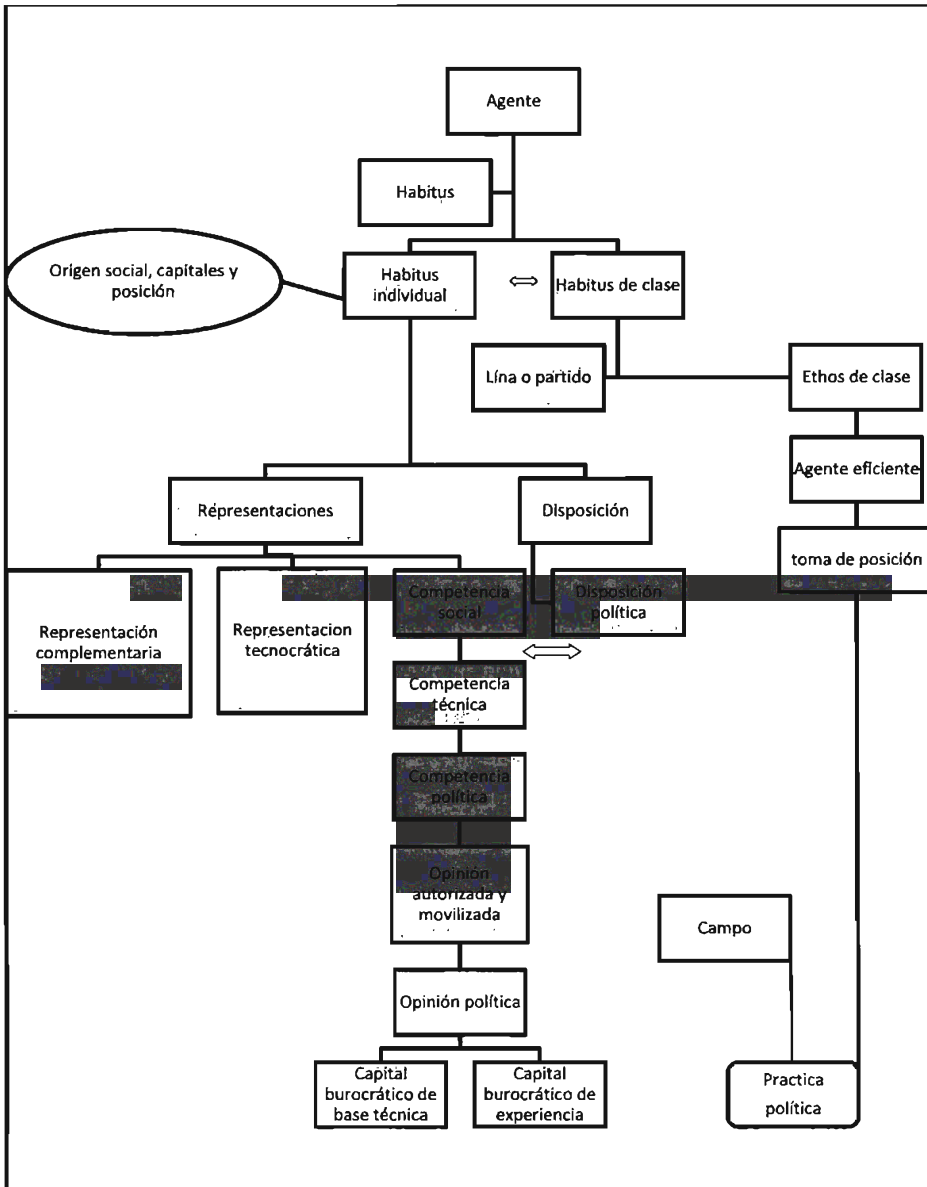 Agente
Habitus
Origen social, capitales y
posición
Habitus
individual
Habitus de clase
Lína o partido
Ethos de clase
Agente eficiente
Representaciones
Disposición
toma de posición
Representación
complementaria
Representacion
tecnocrática
Competencia
social
Disposición
política
Competencia
técnica
Competencia
política
Opinión
autorizada y
movilizada
Campo
Opinión política
Capital
burocrático de
base técnica
Capital
burocrático de
experiencia
Practica
política